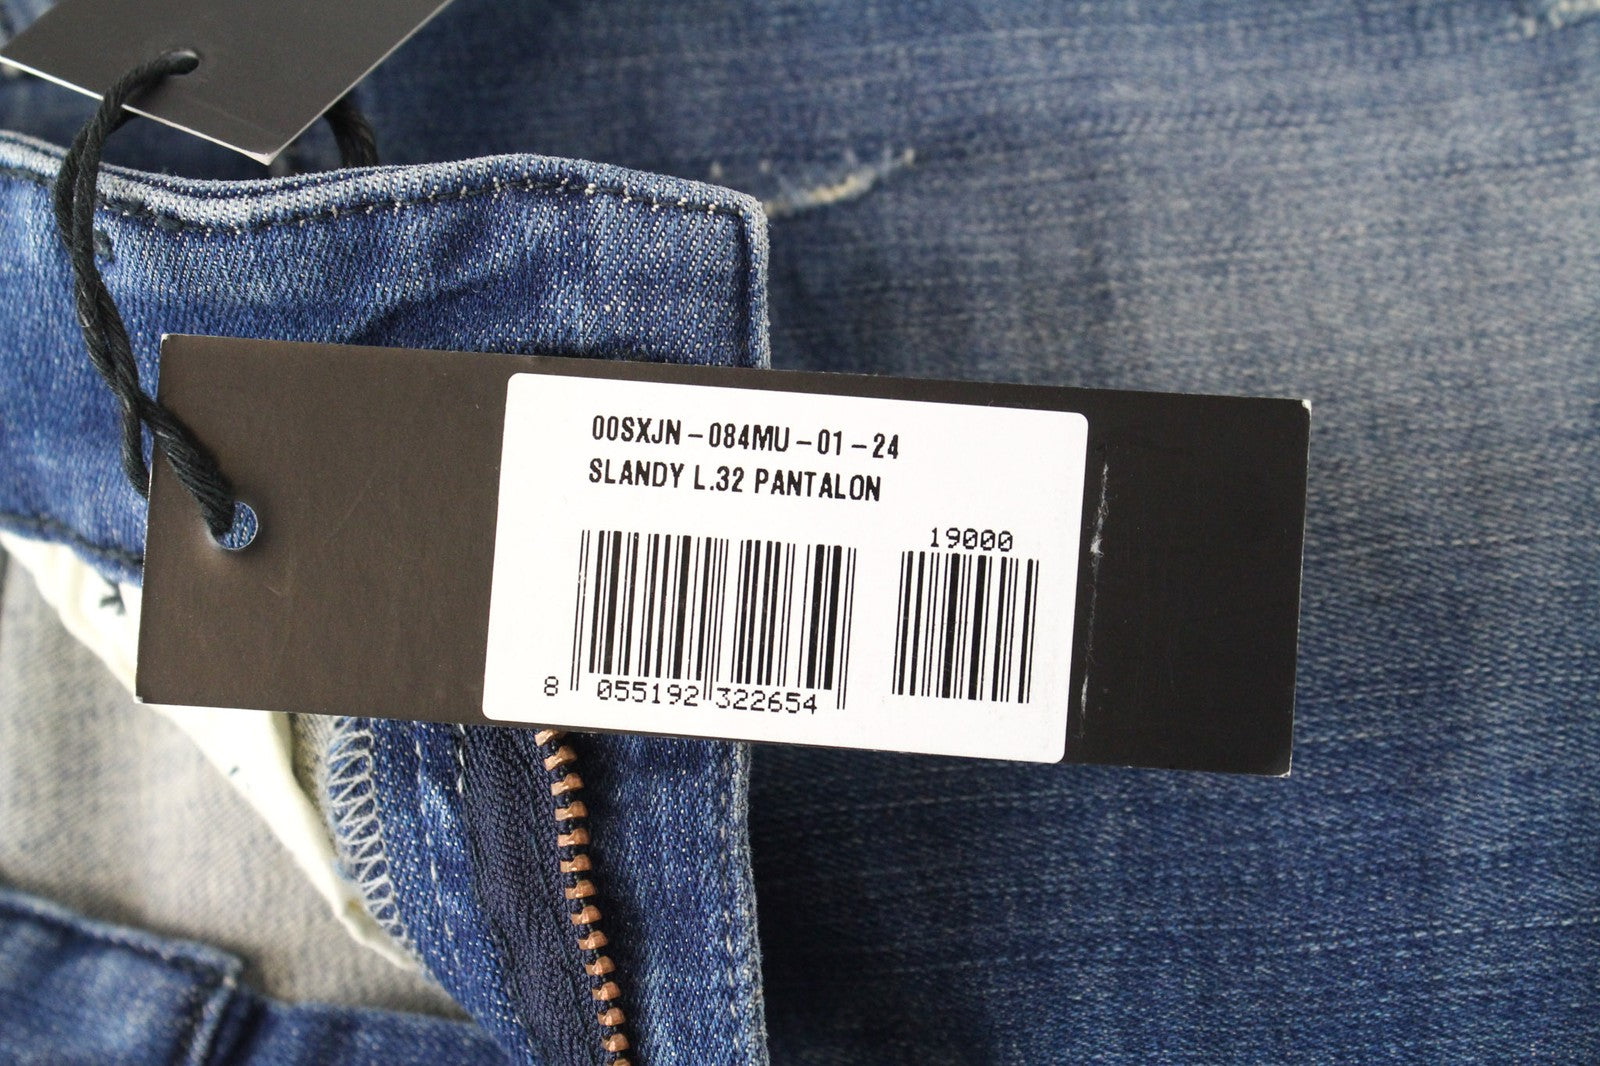 00SXJN-084MU-01-24
SLANDY L.32 PANTALON
19000
8 055192 322654